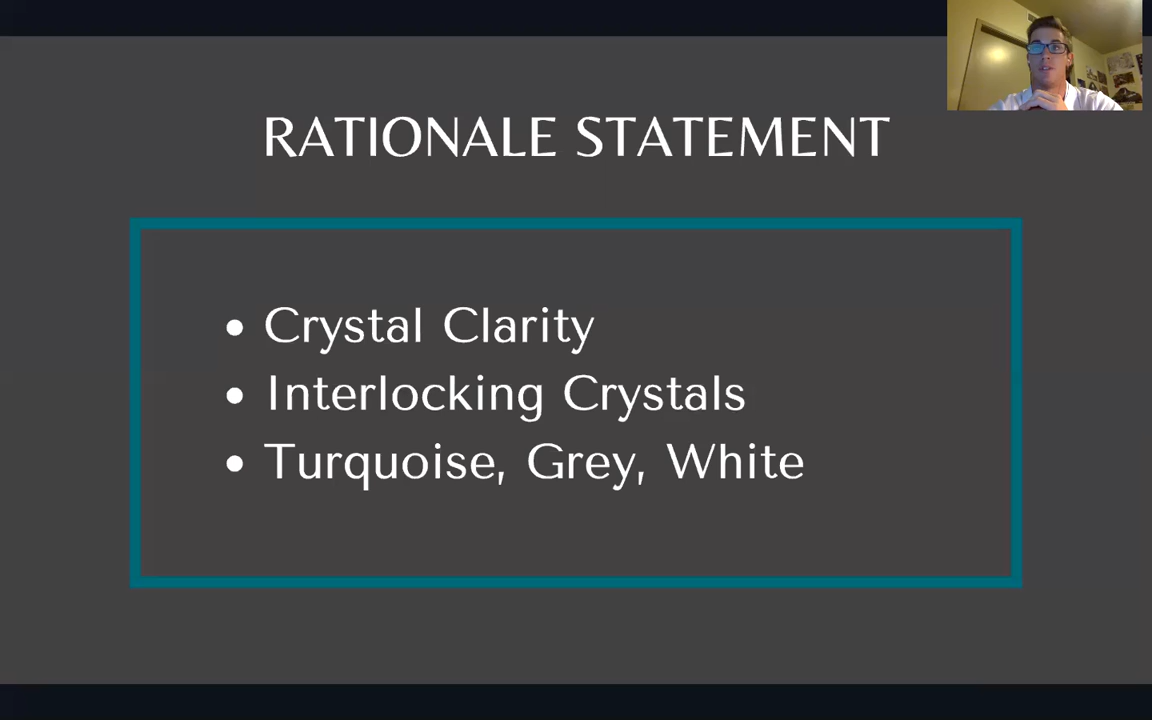 RATIONALE STATEMENT
• Crystal Clarity
• Interlocking Crystals
• Turquoise, Grey, White